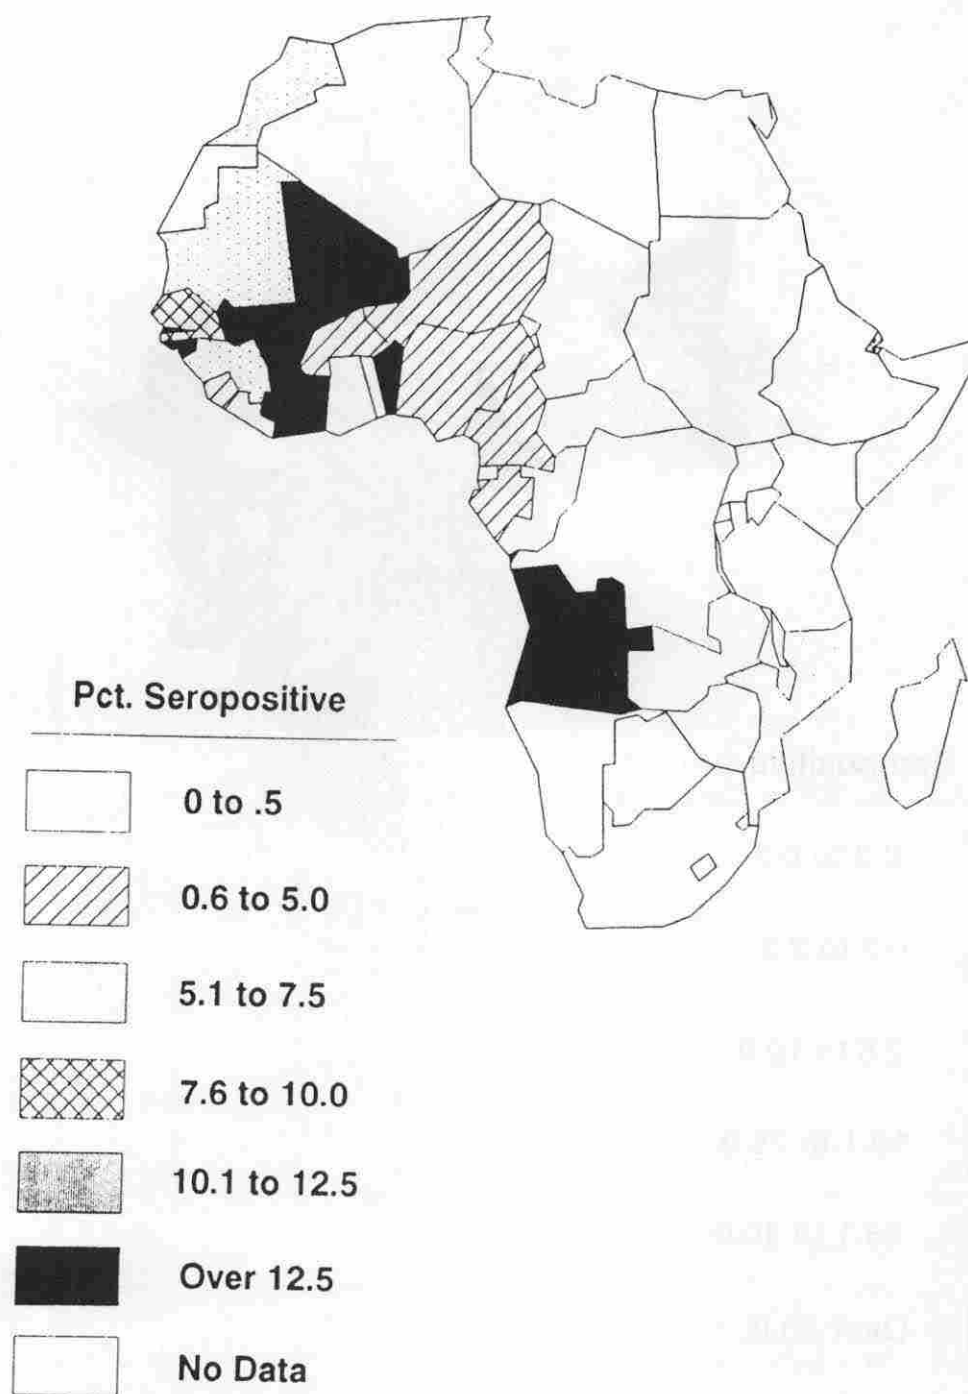 Pct. Seropositive
0 to .5
0.6 to 5.0
5.1 to 7.5
7.6 to 10.0
10.1 to 12.5
Over 12.5
No Data